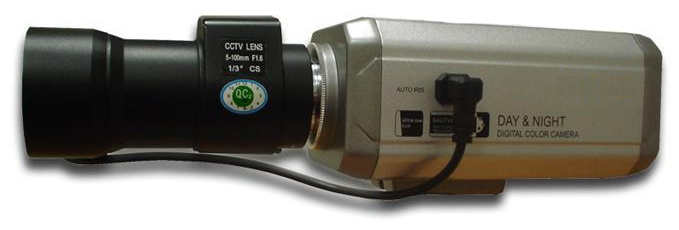 CCTV LENS
5-100mm F1.6
1/3" CS
QC
AUTO IRIS
DAY & NIGHT
DIGITAL COLOR CAMERA